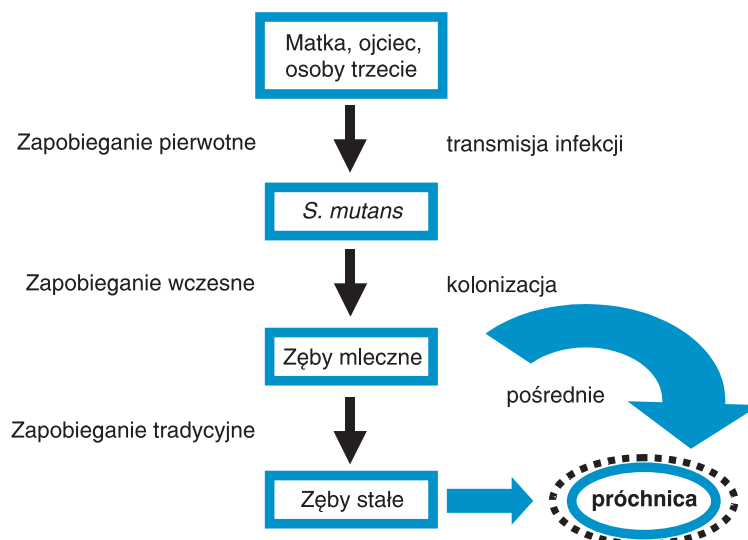 Matka, ojciec,
osoby trzecie
Zapobieganie pierwotne
transmisja infekcji
S. mutans
Zapobieganie wczesne
kolonizacja
Zęby mleczne
pośrednie
Zapobieganie tradycyjne
Zęby stałe
próchnica